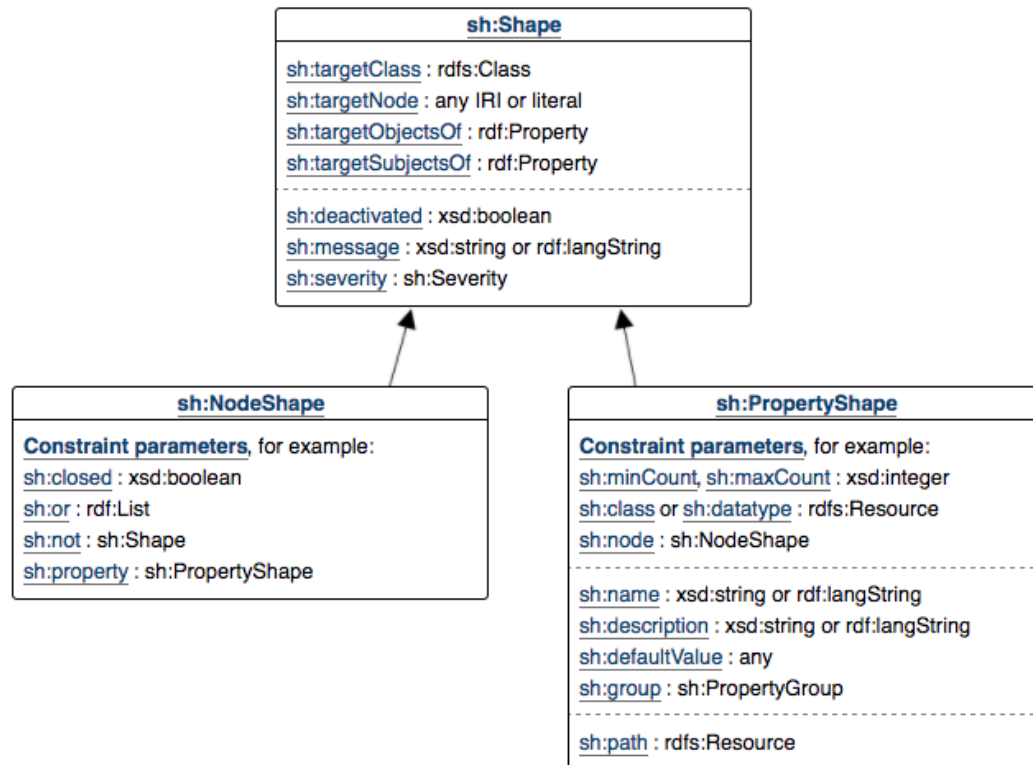 sh:Shape
sh:targetClass : rdfs:Class
sh:targetNode : any IRI or literal
sh:targetObjectsOf : rdf:Property
sh:targetSubjectsOf : rdf:Property
sh:deactivated : xsd:boolean
sh:message : xsd:string or rdf:langString
sh:severity : sh:Severity
sh:NodeShape
Constraint parameters, for example:
sh:closed : xsd:boolean
sh:or : rdf:List
sh:not : sh:Shape
sh:property : sh:PropertyShape
sh:PropertyShape
Constraint parameters, for example:
sh:minCount, sh:maxCount : xsd:integer
sh:class or sh:datatype : rdfs:Resource
sh:node : sh:NodeShape
sh:name : xsd:string or rdf:langString
sh:description : xsd:string or rdf:langString
sh:defaultValue : any
sh:group : sh:PropertyGroup
sh:path : rdfs:Resource